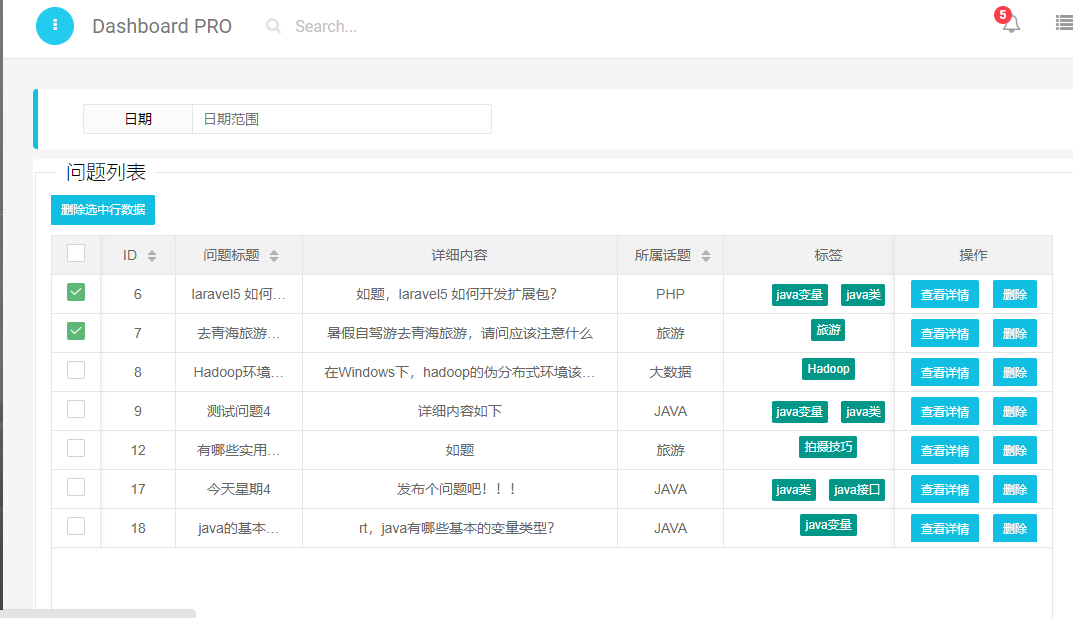 Dashboard PRO Search... 5
日期 日期范围
问题列表
删除选中行数据
ID 问题标题 详细内容 所属话题 标签 操作
6 laravel5 如何... 如题，laravel5 如何开发扩展包? PHP java变量 java类 查看详情 删除
7 去青海旅游... 暑假自驾游去青海旅游，请问应该注意什么 旅游 旅游 查看详情 删除
8 Hadoop环境... 在Windows下，hadoop的伪分布式环境该... 大数据 Hadoop 查看详情 删除
9 测试问题4 详细内容如下 JAVA java变量 java类 查看详情 删除
12 有哪些实用... 如题 旅游 拍摄技巧 查看详情 删除
17 今天星期4 发布个问题吧！！！ JAVA java类 java接口 查看详情 删除
18 java的基本... rt，java有哪些基本的变量类型? JAVA java变量 查看详情 删除